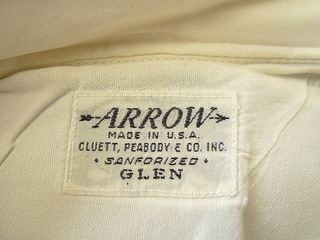 ARROW
MADE IN U.S.A.
CLUETT, PEABODY & CO. INC.
• SANFORIZED •
GLEN